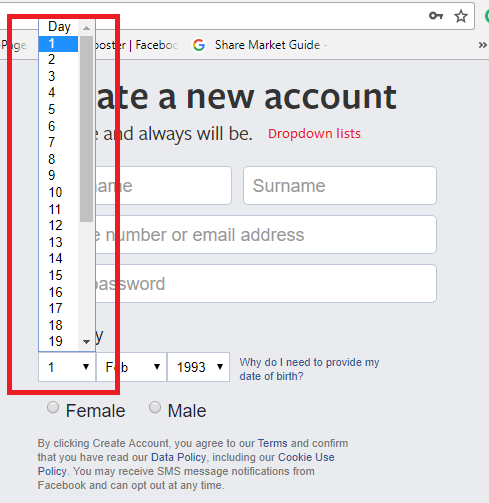 Day
-Page
poster | Facebo
Share Market Guide -
»
1
2
3
4
5
6
7
8
9
10
11
12
13
14
15
16
17
18
19
ate a new account
e and always will be.
Dropdown lists
name
Surname
e number or email address
password
y
1
Feb
1993
Why do I need to provide my
date of birth?
Female
Male
By clicking Create Account, you agree to our Terms and confirm
that you have read our Data Policy, including our Cookie Use
Policy. You may receive SMS message notifications from
Facebook and can opt out at any time.